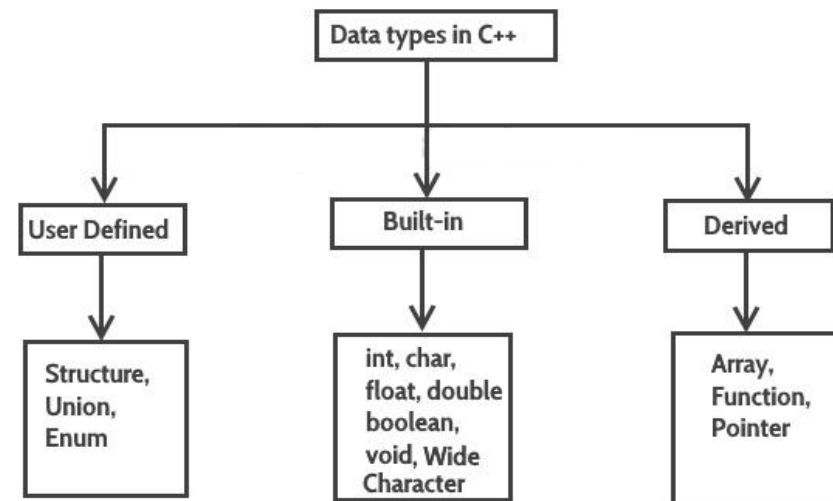 Data types in C++
User Defined
Built-in
Derived
Structure,
Union,
Enum
int, char,
float, double
boolean,
void, Wide
Character
Array,
Function,
Pointer